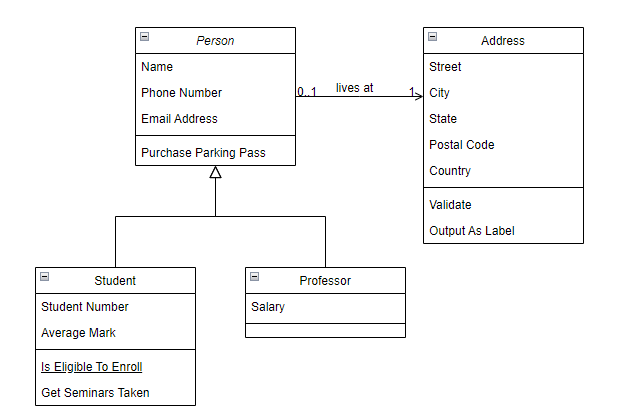 Person
Name
Phone Number
Email Address
Purchase Parking Pass
0..1
lives at
1
Address
Street
City
State
Postal Code
Country
Validate
Output As Label
Student
Student Number
Average Mark
Is Eligible To Enroll
Get Seminars Taken
Professor
Salary